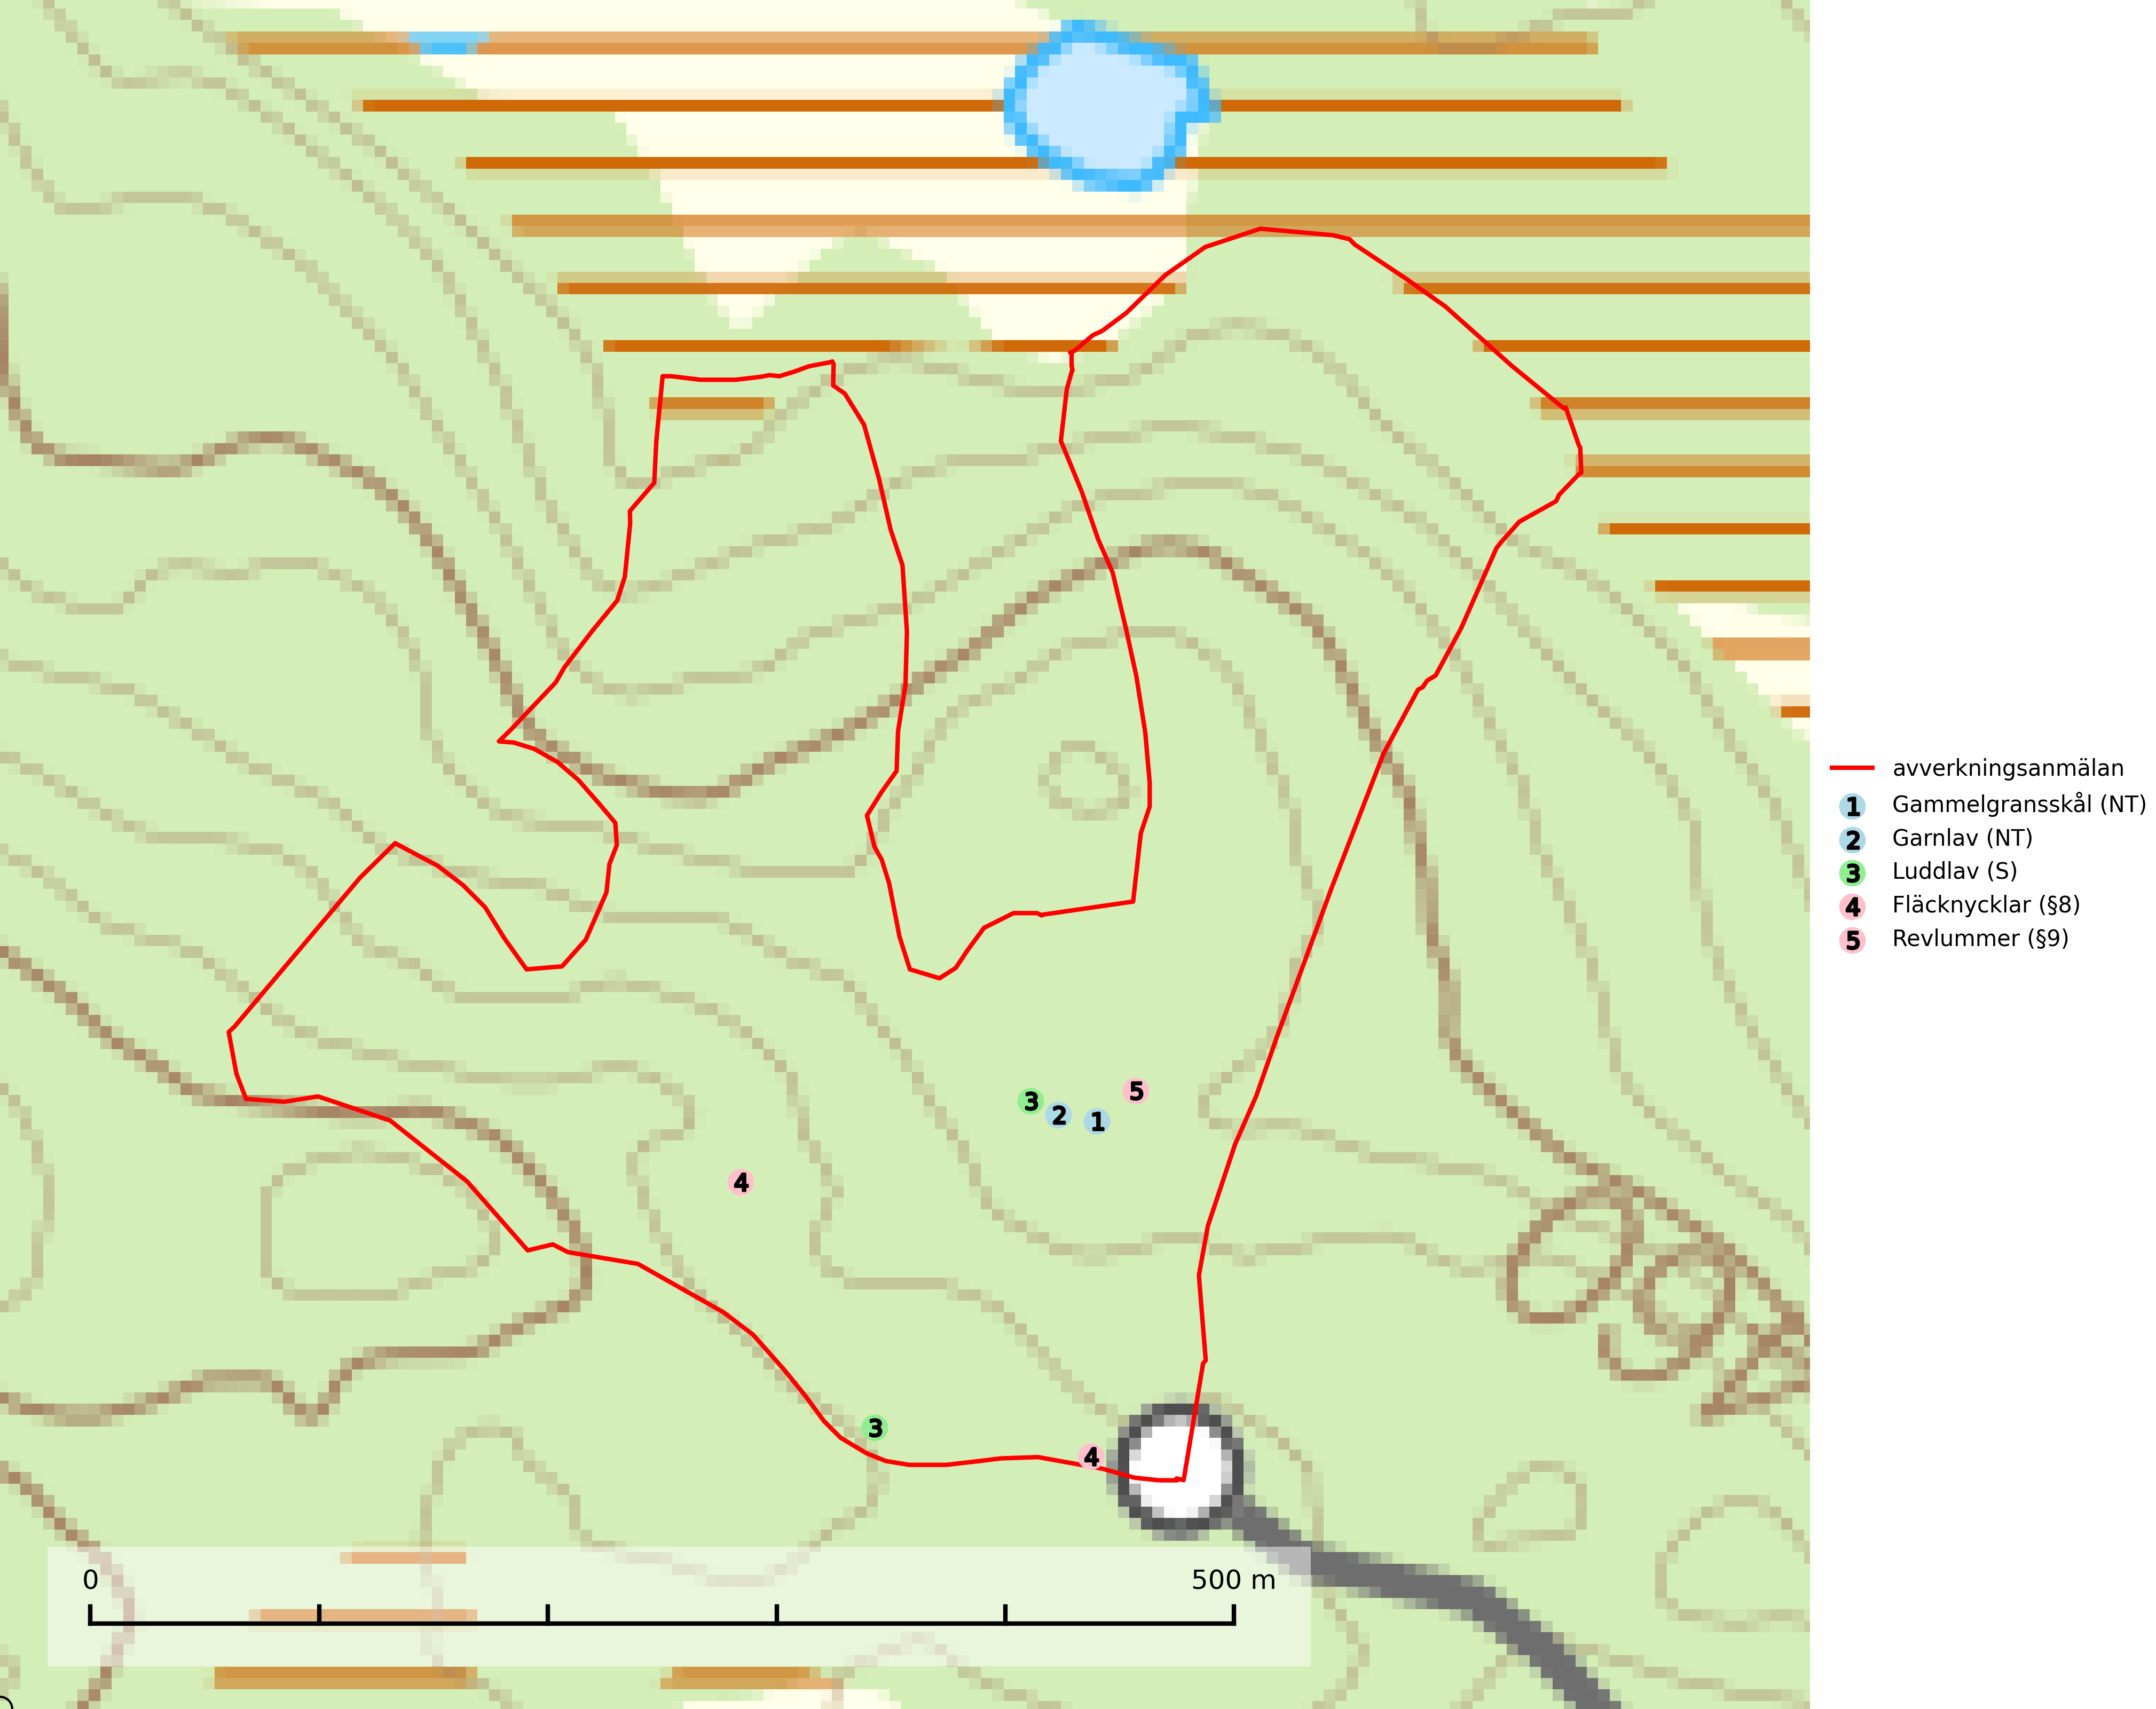 avverkningsanmälan
1 Gammelgransskål (NT)
2 Garnlav (NT)
3 Luddlav (S)
4 Fläcknycklar (§8)
5 Revlummer (§9)
3
2
1
5
4
3
4
0 500 m